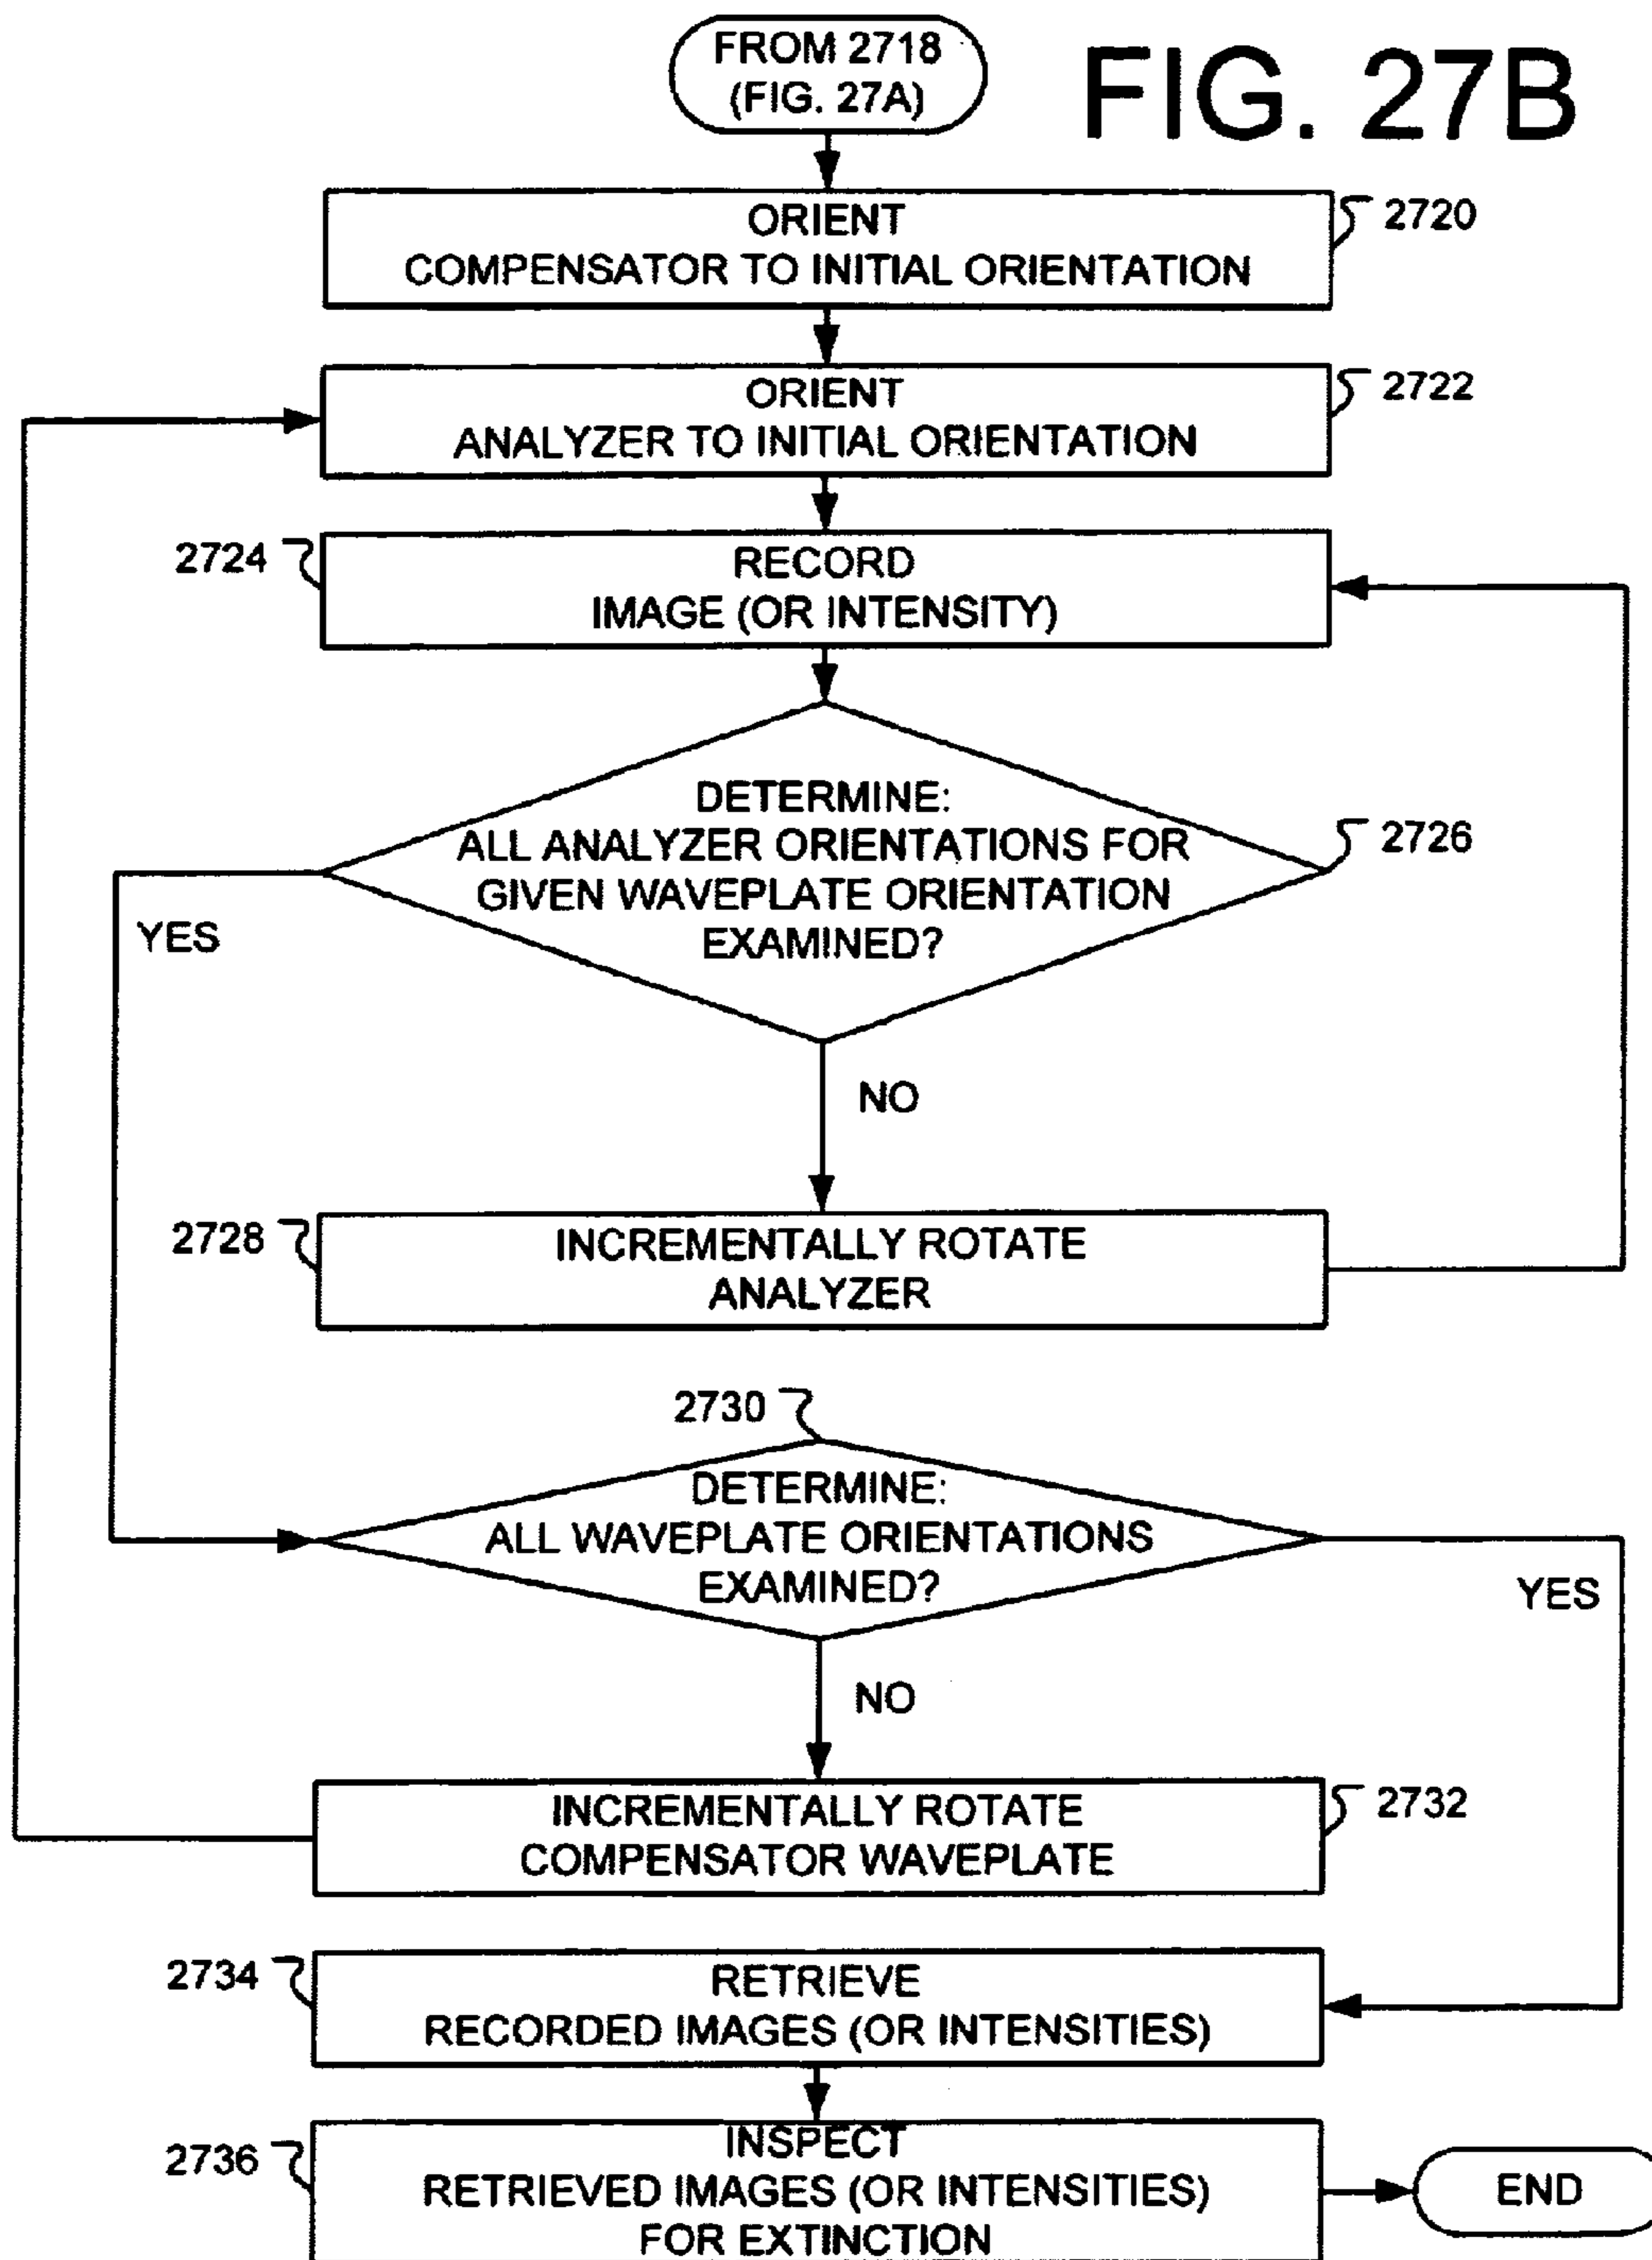 FROM 2718
(FIG. 27A)
FIG. 27B
ORIENT
COMPENSATOR TO INITIAL ORIENTATION
2720
ORIENT
ANALYZER TO INITIAL ORIENTATION
2722
2724
RECORD
IMAGE (OR INTENSITY)
DETERMINE:
ALL ANALYZER ORIENTATIONS FOR
GIVEN WAVEPLATE ORIENTATION
EXAMINED?
2726
YES
NO
2728
INCREMENTALLY ROTATE
ANALYZER
2730
DETERMINE:
ALL WAVEPLATE ORIENTATIONS
EXAMINED?
YES
NO
INCREMENTALLY ROTATE
COMPENSATOR WAVEPLATE
2732
2734
RETRIEVE
RECORDED IMAGES (OR INTENSITIES)
2736
INSPECT
RETRIEVED IMAGES (OR INTENSITIES)
FOR EXTINCTION
END